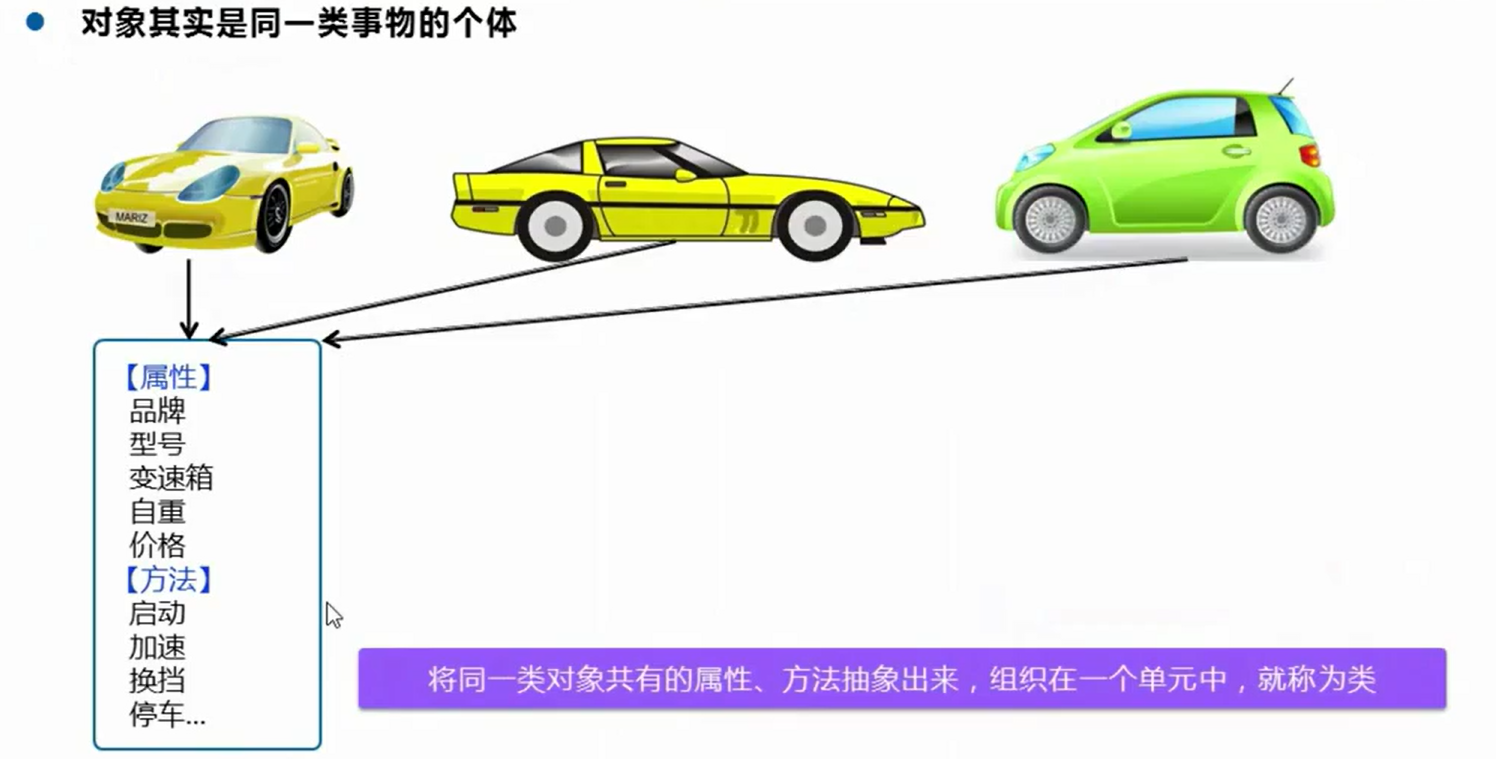 对象其实是同一类事物的个体
MARIZ
【属性】
品牌
型号
变速箱
自重
价格
【方法】
启动
加速
换挡
停车...
将同一类对象共有的属性、方法抽象出来，组织在一个单元中，就称为类